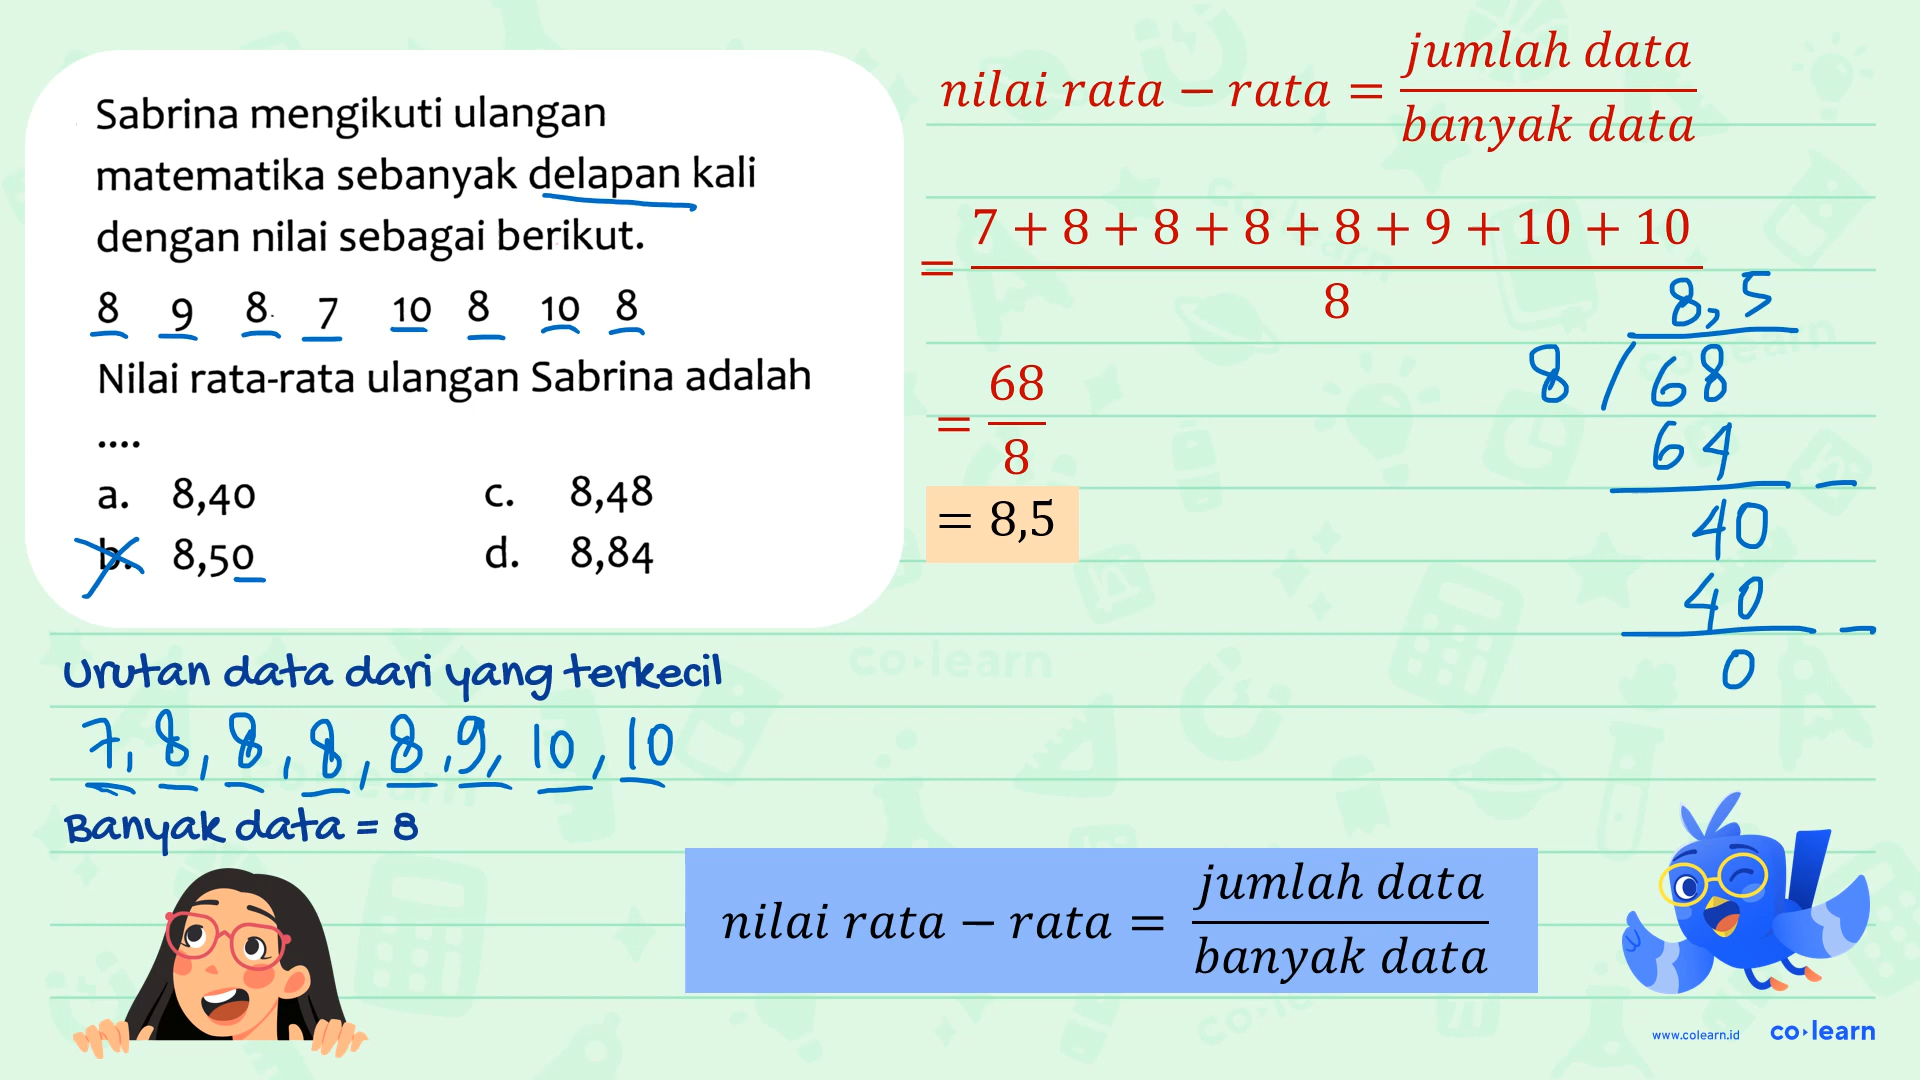 Sabrina mengikuti ulangan
matematika sebanyak delapan kali
dengan nilai sebagai berikut.
8 9 8 7 10 8 10 8
Nilai rata-rata ulangan Sabrina adalah
....
a. 8,40 c. 8,48
b. 8,50 d. 8,84
Urutan data dari yang terkecil
7, 8, 8, 8, 8, 9, 10, 10
Banyak data = 8
nilai rata − rata = jumlah data
banyak data
= 7 + 8 + 8 + 8 + 8 + 9 + 10 + 10
8
= 68
8
= 8,5
8,5
8 / 68
64 −
40
40 −
0
nilai rata − rata = jumlah data
banyak data
www.colearn.id co·learn